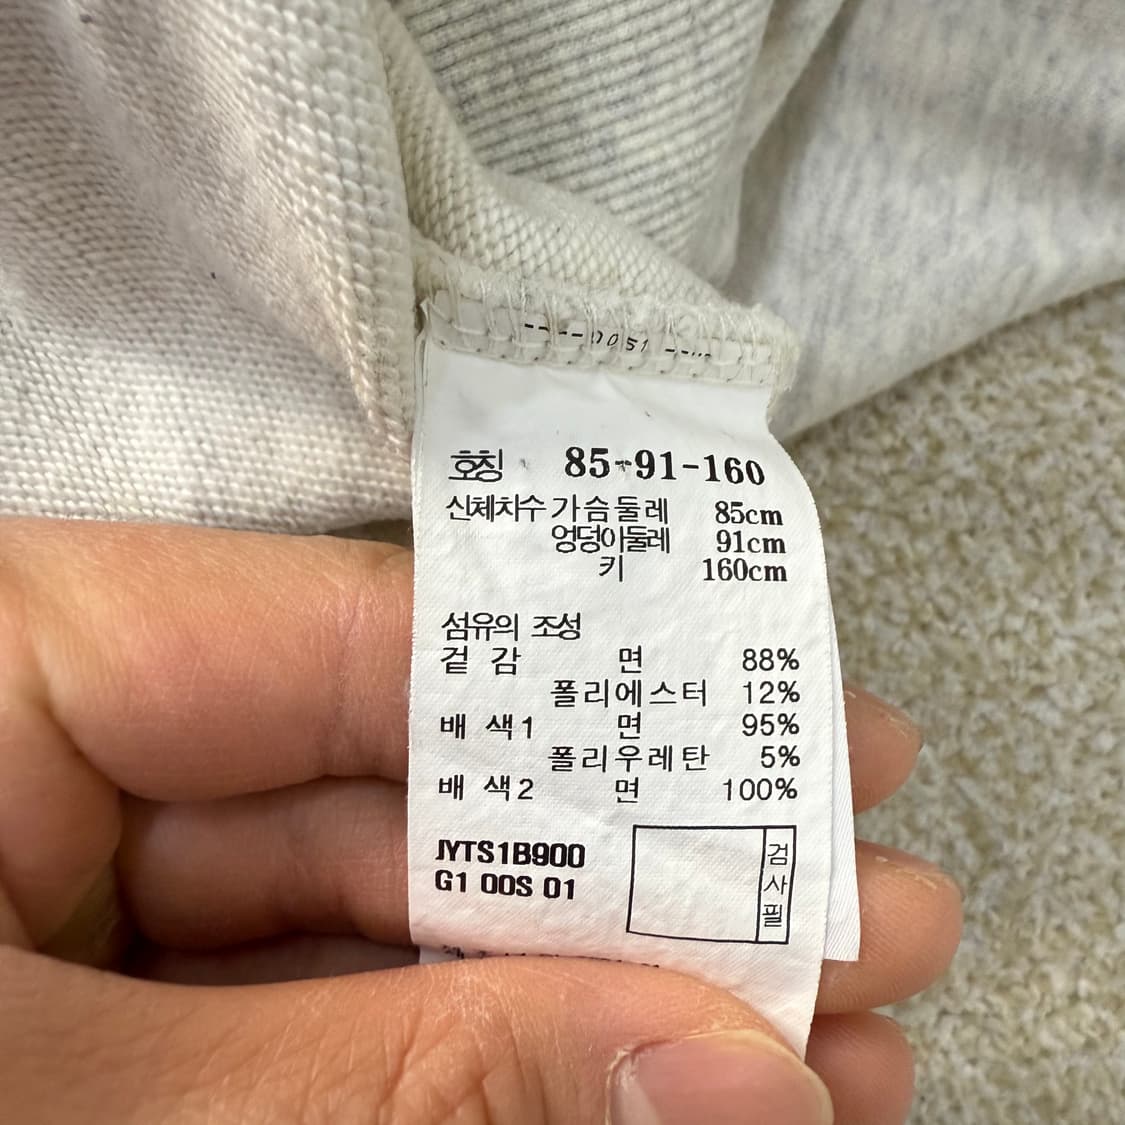 0051
호칭 85-91-160
신체치수 가슴둘레 85cm
엉덩이둘레 91cm
키 160cm
섬유의 조성
겉 감 면 88%
폴리에스터 12%
배 색1 면 95%
폴리우레탄 5%
배 색2 면 100%
JYTS1B900
G1 00S 01
검사필